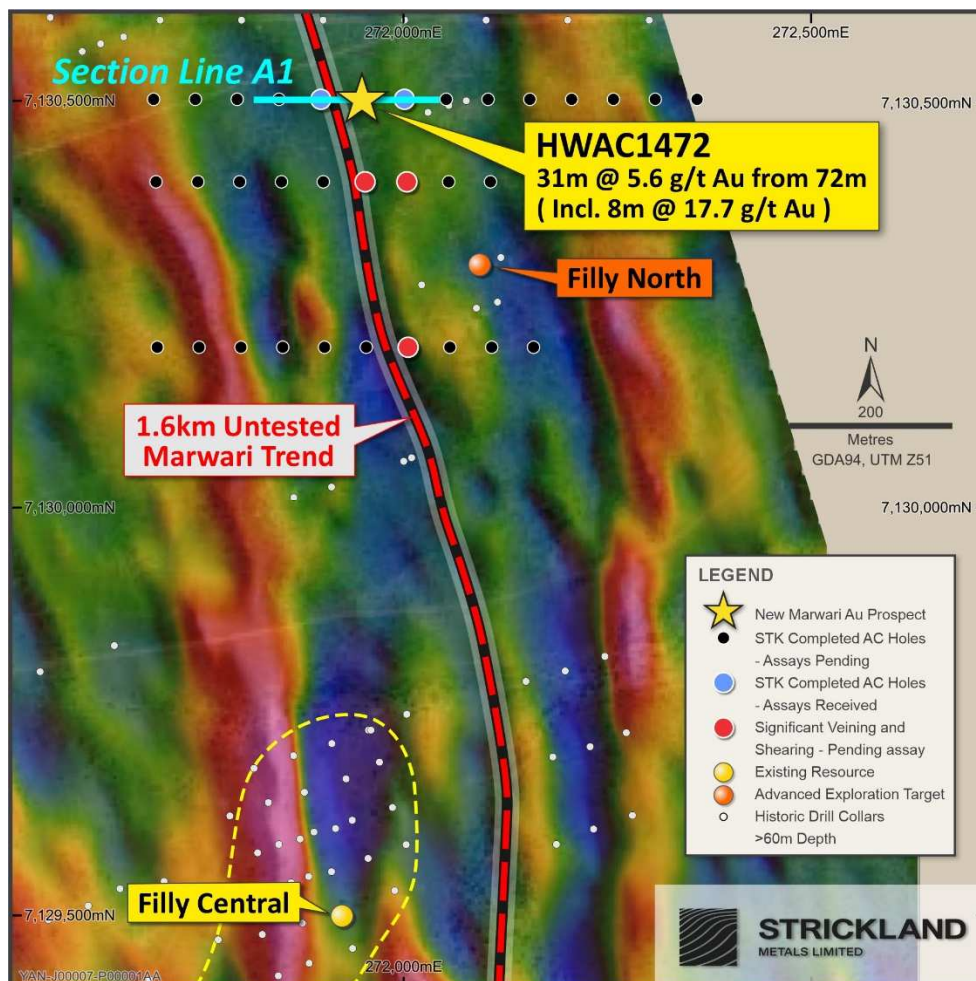 272,000mE
272,500mE
Section Line A1
7,130,500mN
7,130,500mN
HWAC1472
31m @ 5.6 g/t Au from 72m
( Incl. 8m @ 17.7 g/t Au )
Filly North
N
200
Metres
GDA94, UTM Z51
1.6km Untested
Marwari Trend
7,130,000mN
7,130,000mN
LEGEND
New Marwari Au Prospect
STK Completed AC Holes
- Assays Pending
STK Completed AC Holes
- Assays Received
Significant Veining and
Shearing - Pending assay
Existing Resource
Advanced Exploration Target
Historic Drill Collars
>60m Depth
Filly Central
7,129,500mN
STRICKLAND
METALS LIMITED
YAN-J00007-P00001AA
272,000mE